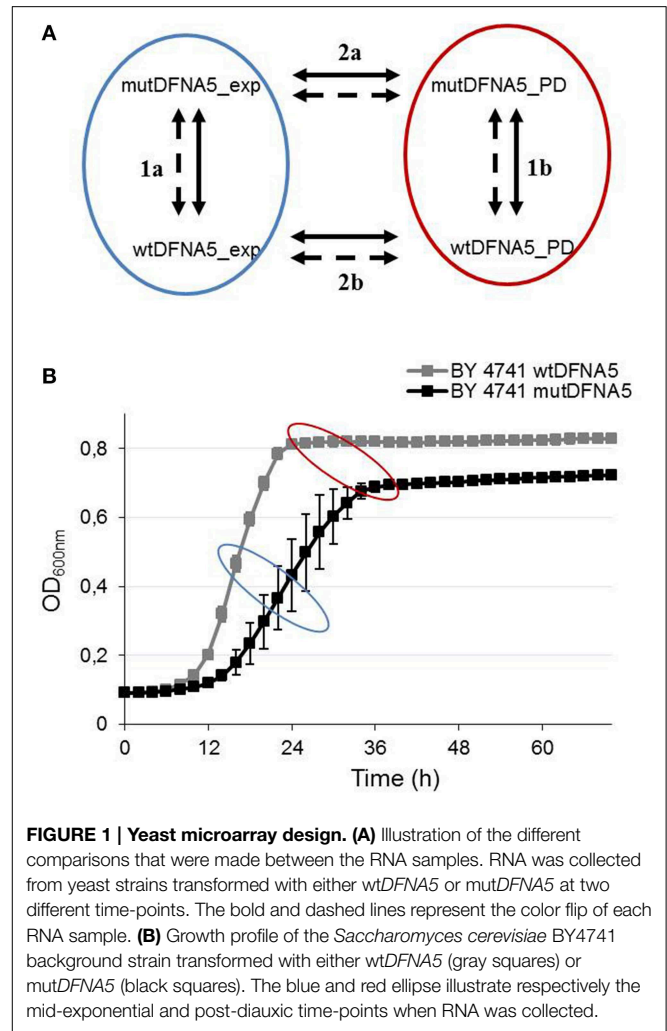 A
2a
mutDFNA5_exp
mutDFNA5_PD
1a
1b
wtDFNA5_exp
wtDFNA5_PD
2b
B
BY 4741 wtDFNA5
BY 4741 mutDFNA5
0.8
0.6
0.4
0,2
0
OD600nm
0 12 24 36 48 60
Time (h)
FIGURE 1 | Yeast microarray design. (A) Illustration of the different
comparisons that were made between the RNA samples. RNA was collected
from yeast strains transformed with either wtDFNA5 or mutDFNA5 at two
different time-points. The bold and dashed lines represent the color flip of each
RNA sample. (B) Growth profile of the Saccharomyces cerevisiae BY4741
background strain transformed with either wtDFNA5 (gray squares) or
mutDFNA5 (black squares). The blue and red ellipse illustrate respectively the
mid-exponential and post-diauxic time-points when RNA was collected.